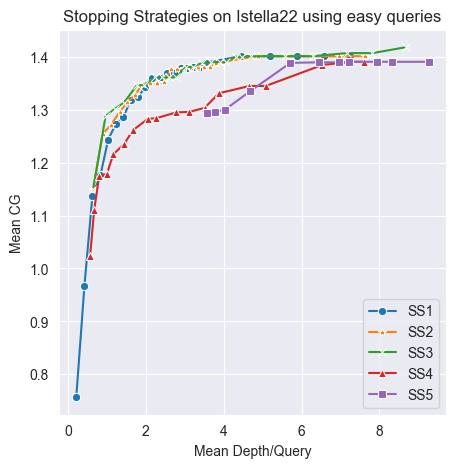 Stopping Strategies on Istella22 using easy queries
1.4
1.3
1.2
1.1
1.0
0.9
0.8
Mean CG
0
2
4
6
8
Mean Depth/Query
SS1
SS2
SS3
SS4
SS5